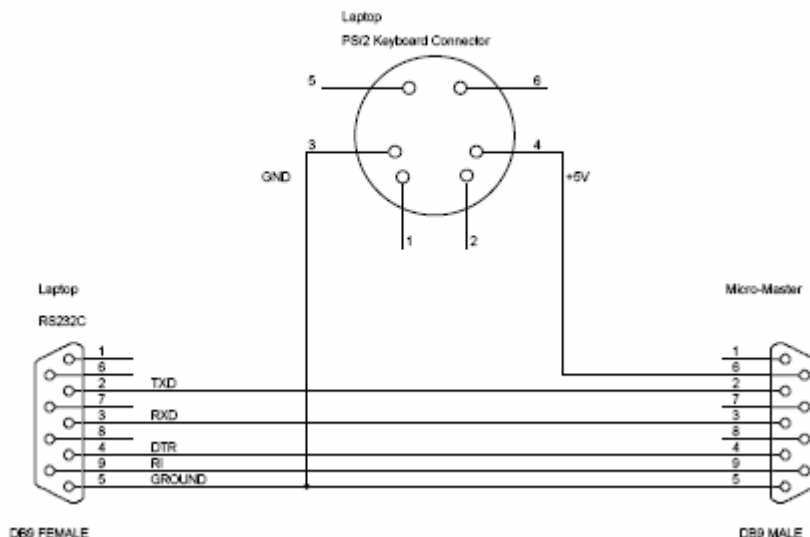 Laptop
PS/2 Keyboard Connector
5
6
3
4
GND
+5V
1
2
Laptop
Micro-Master
RS232C
1
1
6
6
2
TXD
2
7
7
3
RXD
3
8
8
4
DTR
4
9
RI
9
5
GROUND
5
DB9 FEMALE
DB9 MALE